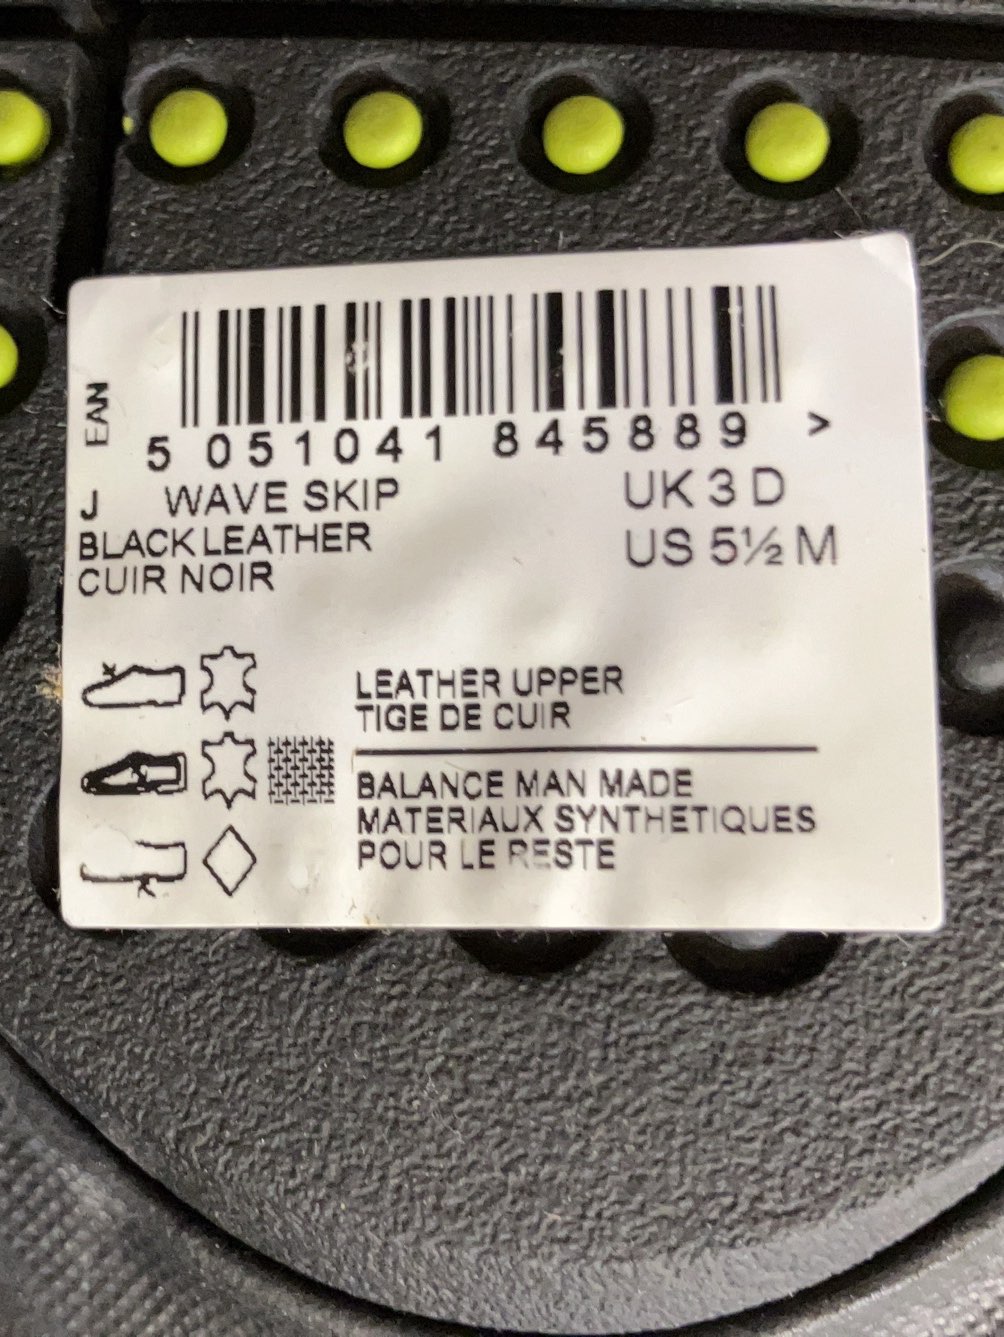 EAN
5 051041 845889 >
J WAVE SKIP UK 3 D
BLACK LEATHER US 5½ M
CUIR NOIR
LEATHER UPPER
TIGE DE CUIR
BALANCE MAN MADE
MATERIAUX SYNTHETIQUES
POUR LE RESTE